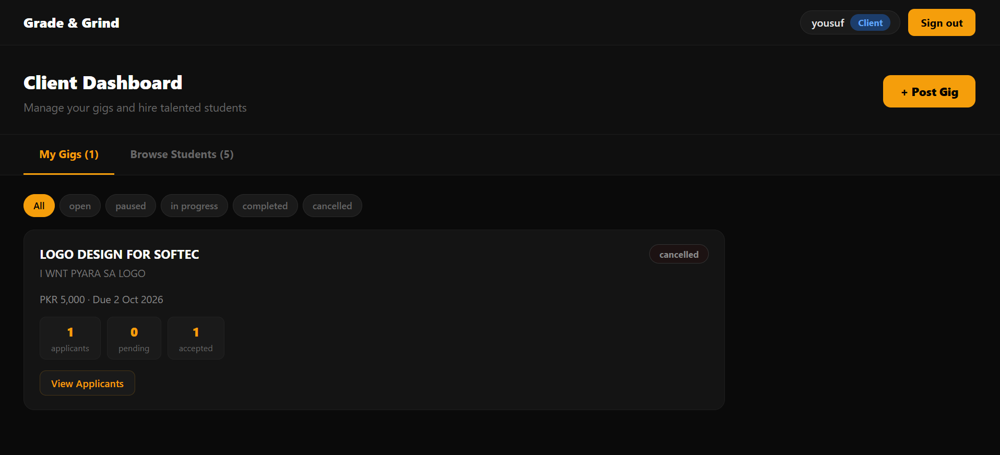 Grade & Grind
yousuf Client Sign out
Client Dashboard
Manage your gigs and hire talented students
+ Post Gig
My Gigs (1) Browse Students (5)
All open paused in progress completed cancelled
LOGO DESIGN FOR SOFTEC
cancelled
I WNT PYARA SA LOGO
PKR 5,000 · Due 2 Oct 2026
1 0 1
applicants pending accepted
View Applicants